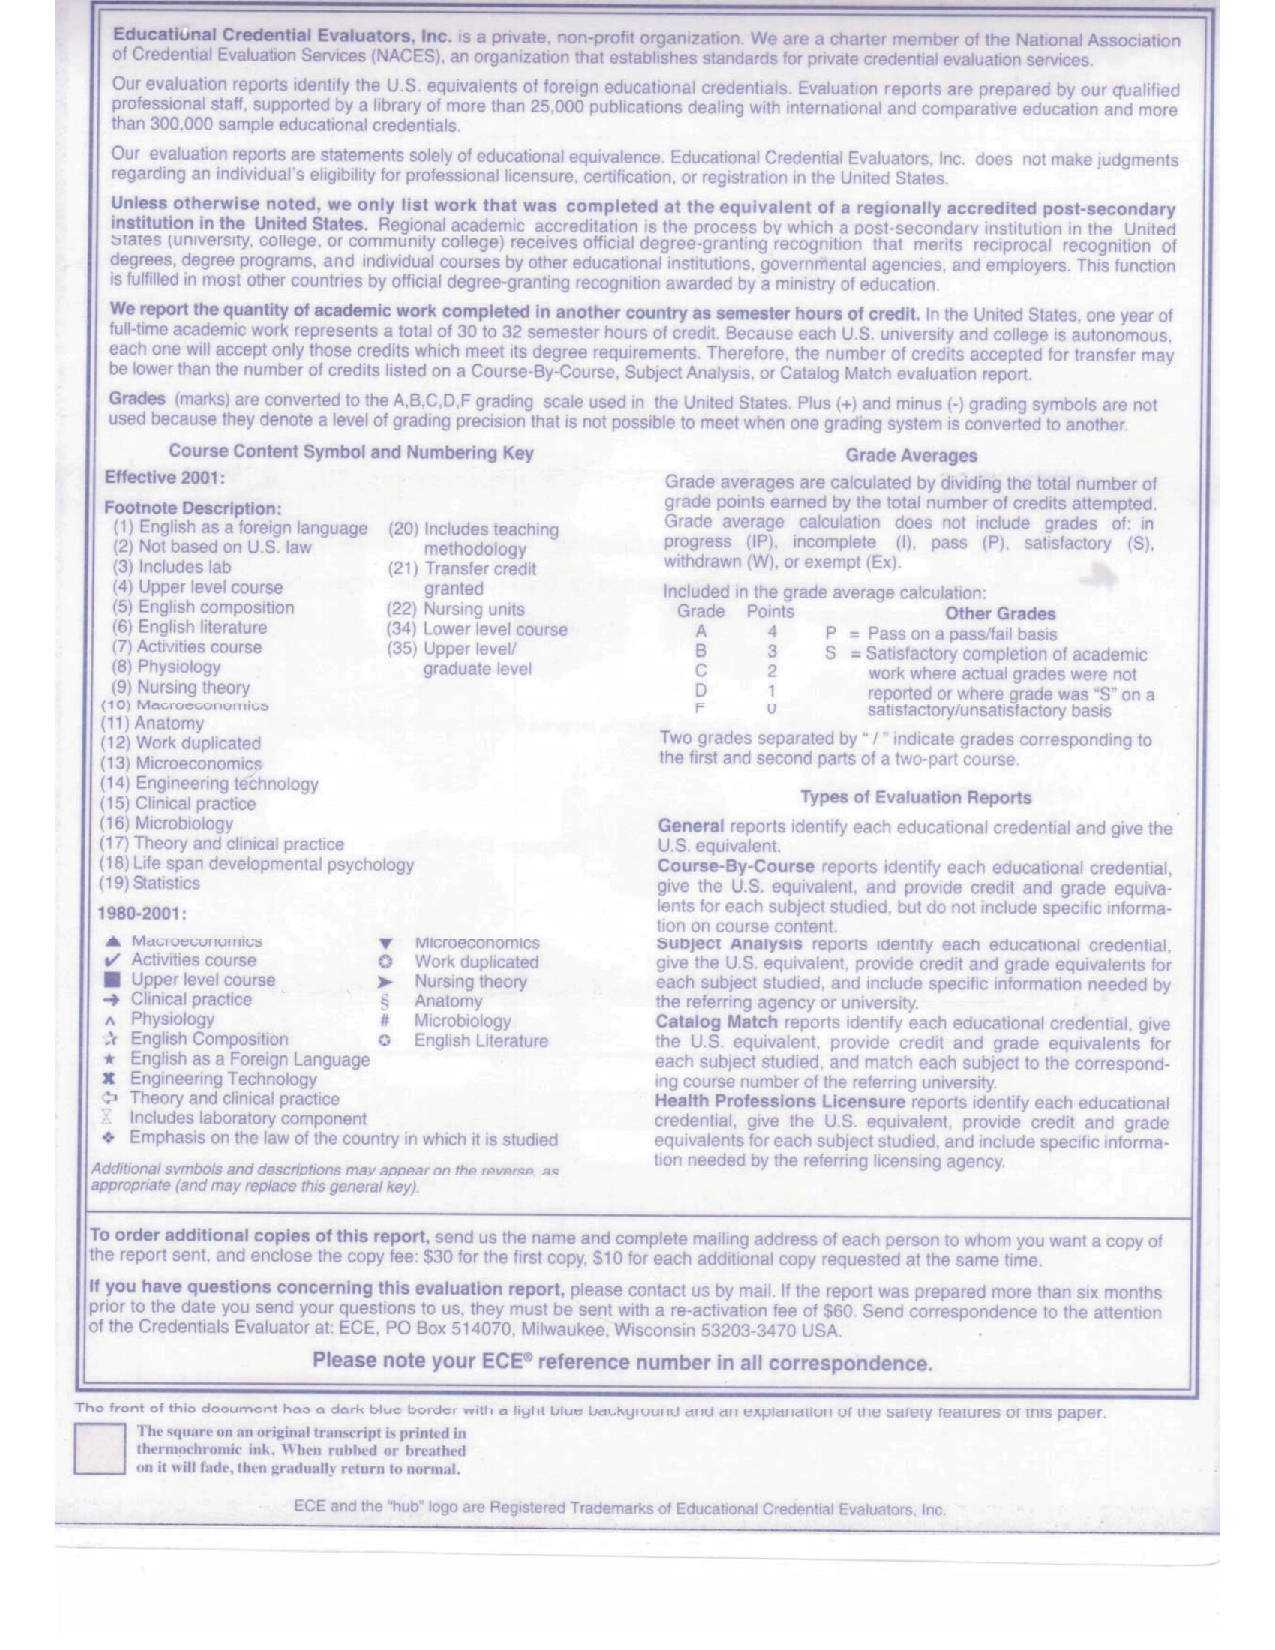 Educational Credential Evaluators, Inc. is a private, non-profit organization. We are a charter member of the National Association
of Credential Evaluation Services (NACES), an organization that establishes standards for private credential evaluation services.
Our evaluation reports identify the U.S. equivalents of foreign educational credentials. Evaluation reports are prepared by our qualified
professional staff, supported by a library of more than 25,000 publications dealing with international and comparative education and more
than 300,000 sample educational credentials.
Our evaluation reports are statements solely of educational equivalence. Educational Credential Evaluators, Inc. does not make judgments
regarding an individual's eligibility for professional licensure, certification, or registration in the United States.
Unless otherwise noted, we only list work that was completed at the equivalent of a regionally accredited post-secondary
institution in the United States. Regional academic accreditation is the process by which a post-secondary institution in the United
States (university, college, or community college) receives official degree-granting recognition that merits reciprocal recognition of
degrees, degree programs, and individual courses by other educational institutions, governmental agencies, and employers. This function
is fulfilled in most other countries by official degree-granting recognition awarded by a ministry of education.
We report the quantity of academic work completed in another country as semester hours of credit. In the United States, one year of
full-time academic work represents a total of 30 to 32 semester hours of credit. Because each U.S. university and college is autonomous,
each one will accept only those credits which meet its degree requirements. Therefore, the number of credits accepted for transfer may
be lower than the number of credits listed on a Course-By-Course, Subject Analysis, or Catalog Match evaluation report.
Grades (marks) are converted to the A,B,C,D,F grading scale used in the United States. Plus (+) and minus (-) grading symbols are not
used because they denote a level of grading precision that is not possible to meet when one grading system is converted to another.
Course Content Symbol and Numbering Key
Effective 2001:
Footnote Description:
(1) English as a foreign language
(2) Not based on U.S. law
(3) Includes lab
(4) Upper level course
(5) English composition
(6) English literature
(7) Activities course
(8) Physiology
(9) Nursing theory
(10) Macroeconomics
(11) Anatomy
(12) Work duplicated
(13) Microeconomics
(14) Engineering technology
(15) Clinical practice
(16) Microbiology
(17) Theory and clinical practice
(18) Life span developmental psychology
(19) Statistics
(20) Includes teaching
methodology
(21) Transfer credit
granted
(22) Nursing units
(34) Lower level course
(35) Upper level/
graduate level
1980-2001:
▲ Macroeconomics
✔ Activities course
■ Upper level course
➔ Clinical practice
ʌ Physiology
☆ English Composition
★ English as a Foreign Language
✖ Engineering Technology
Theory and clinical practice
Includes laboratory component
❖ Emphasis on the law of the country in which it is studied
▼ Microeconomics
✪ Work duplicated
➤ Nursing theory
§ Anatomy
# Microbiology
✪ English Literature
Additional symbols and descriptions may appear on the reverse, as
appropriate (and may replace this general key).
Grade Averages
Grade averages are calculated by dividing the total number of
grade points earned by the total number of credits attempted.
Grade average calculation does not include grades of: in
progress (IP), incomplete (I), pass (P), satisfactory (S),
withdrawn (W), or exempt (Ex).
Included in the grade average calculation:
Grade Points
A 4
B 3
C 2
D 1
F 0
Other Grades
P = Pass on a pass/fail basis
S = Satisfactory completion of academic
work where actual grades were not
reported or where grade was "S" on a
satisfactory/unsatisfactory basis
Two grades separated by " / " indicate grades corresponding to
the first and second parts of a two-part course.
Types of Evaluation Reports
General reports identify each educational credential and give the
U.S. equivalent.
Course-By-Course reports identify each educational credential,
give the U.S. equivalent, and provide credit and grade equiva-
lents for each subject studied, but do not include specific informa-
tion on course content.
Subject Analysis reports identify each educational credential,
give the U.S. equivalent, provide credit and grade equivalents for
each subject studied, and include specific information needed by
the referring agency or university.
Catalog Match reports identify each educational credential, give
the U.S. equivalent, provide credit and grade equivalents for
each subject studied, and match each subject to the correspond-
ing course number of the referring university.
Health Professions Licensure reports identify each educational
credential, give the U.S. equivalent, provide credit and grade
equivalents for each subject studied, and include specific informa-
tion needed by the referring licensing agency.
To order additional copies of this report, send us the name and complete mailing address of each person to whom you want a copy of
the report sent, and enclose the copy fee: $30 for the first copy, $10 for each additional copy requested at the same time.
If you have questions concerning this evaluation report, please contact us by mail. If the report was prepared more than six months
prior to the date you send your questions to us, they must be sent with a re-activation fee of $60. Send correspondence to the attention
of the Credentials Evaluator at: ECE, PO Box 514070, Milwaukee, Wisconsin 53203-3470 USA.
Please note your ECE® reference number in all correspondence.
The front of this document has a dark blue border with a light blue background and an explanation of the safety features of this paper.
The square on an original transcript is printed in
thermochromic ink. When rubbed or breathed
on it will fade, then gradually return to normal.
ECE and the "hub" logo are Registered Trademarks of Educational Credential Evaluators, Inc.